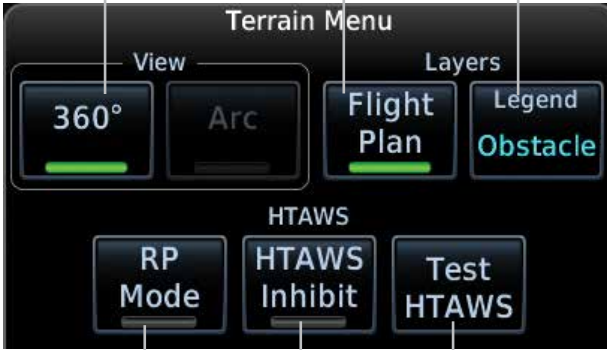 Terrain Menu
View
Layers
360°
Arc
Flight
Plan
Legend
Obstacle
HTAWS
RP
Mode
HTAWS
Inhibit
Test
HTAWS